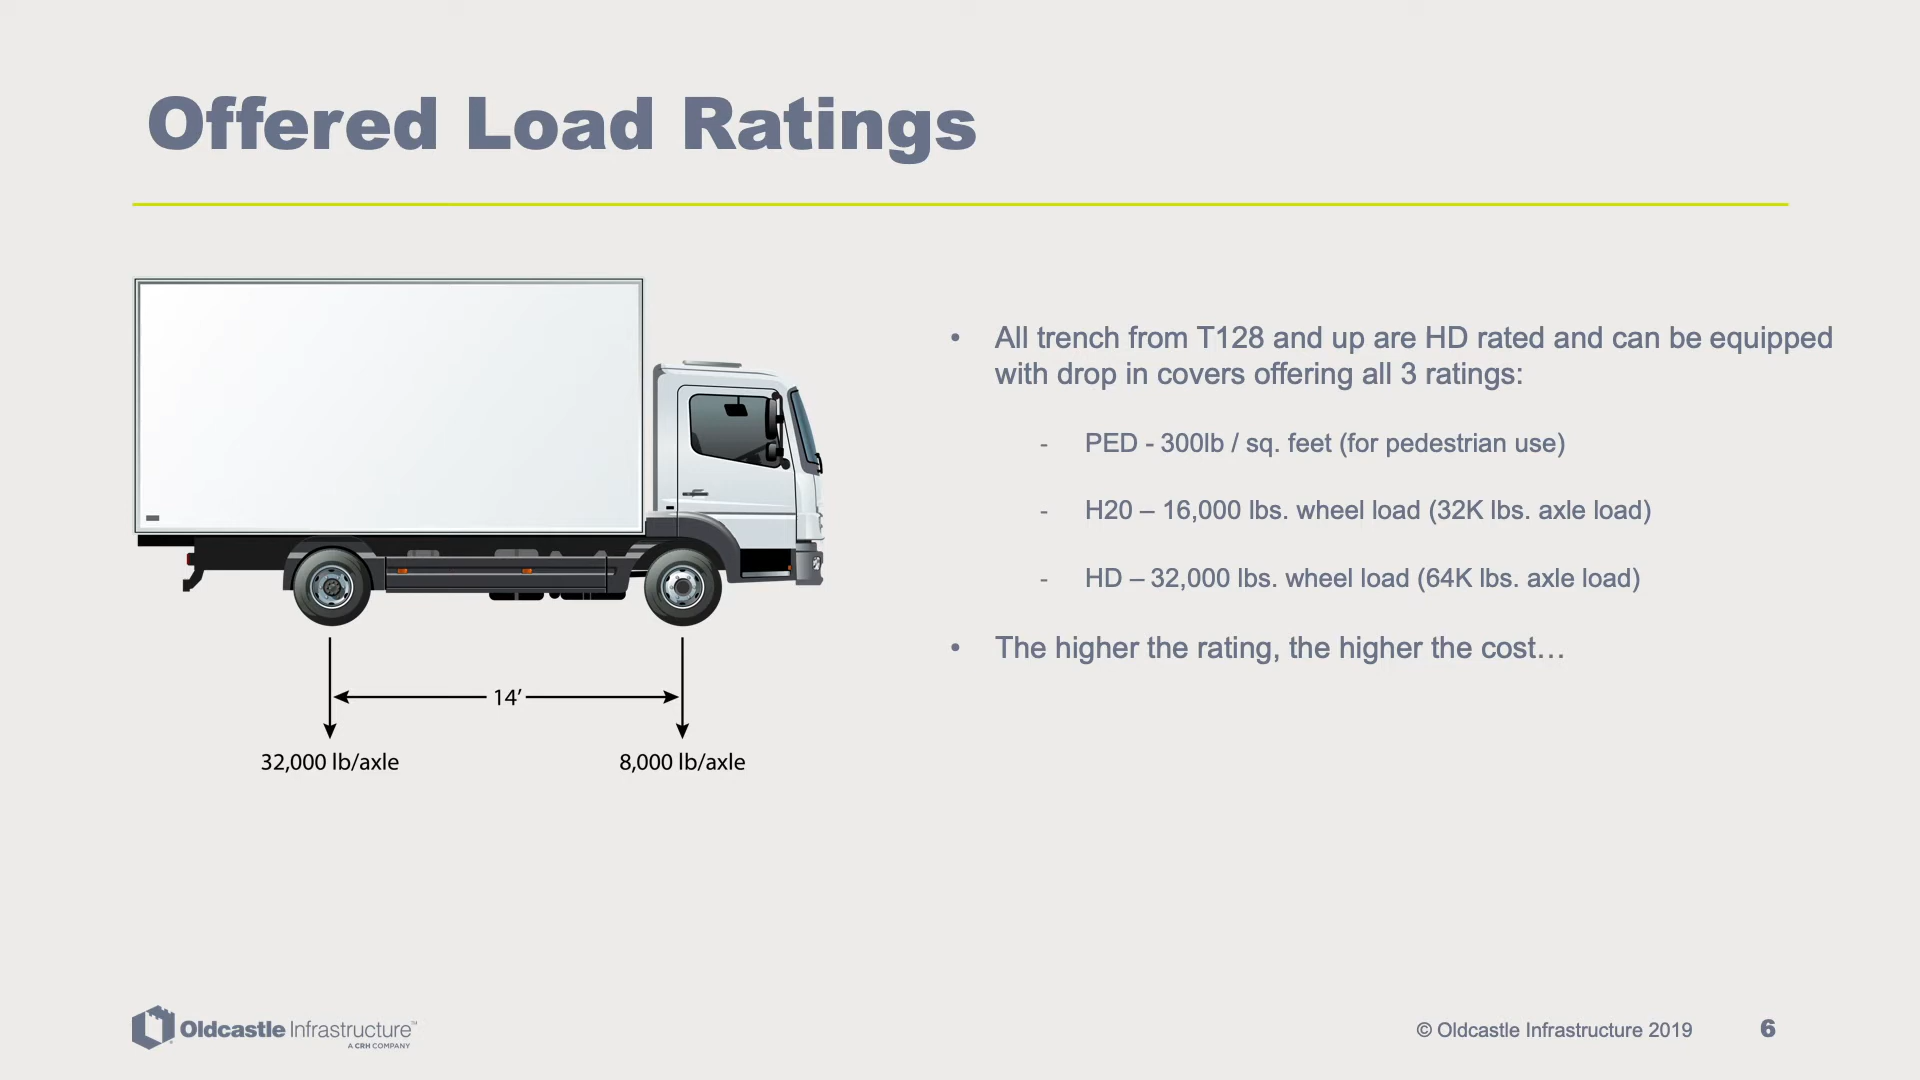 Offered Load Ratings
• All trench from T128 and up are HD rated and can be equipped
with drop in covers offering all 3 ratings:
- PED - 300lb / sq. feet (for pedestrian use)
- H20 – 16,000 lbs. wheel load (32K lbs. axle load)
- HD – 32,000 lbs. wheel load (64K lbs. axle load)
• The higher the rating, the higher the cost…
14′
32,000 lb/axle
8,000 lb/axle
Oldcastle Infrastructure™
A CRH COMPANY
© Oldcastle Infrastructure 2019
6